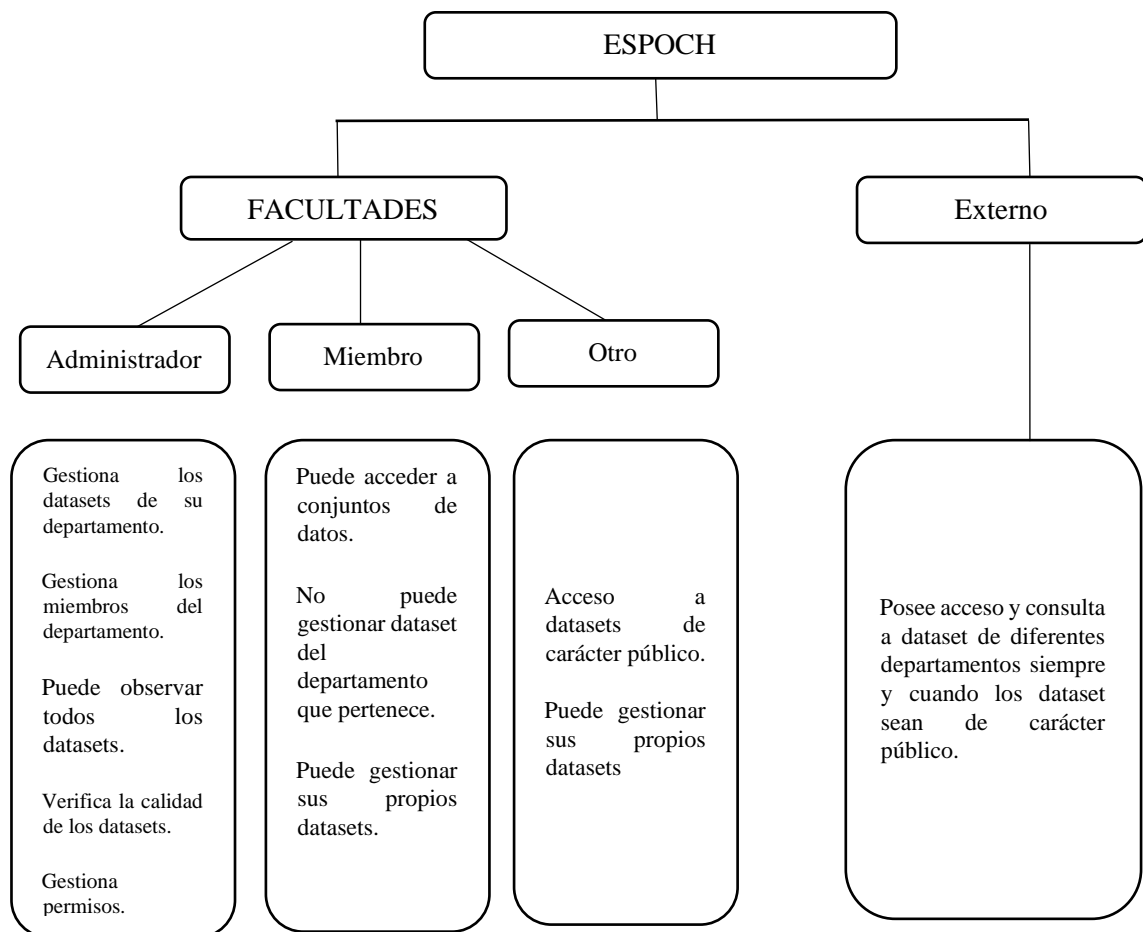 ESPOCH
FACULTADES
Externo
Administrador
Miembro
Otro
Gestiona los
datasets de su
departamento.
Gestiona los
miembros del
departamento.
Puede observar
todos los
datasets.
Verifica la calidad
de los datasets.
Gestiona
permisos.
Puede acceder a
conjuntos de
datos.
No puede
gestionar dataset
del
departamento
que pertenece.
Puede gestionar
sus propios
datasets.
Acceso a
datasets de
carácter público.
Puede gestionar
sus propios
datasets
Posee acceso y consulta
a dataset de diferentes
departamentos siempre
y cuando los dataset
sean de carácter
público.